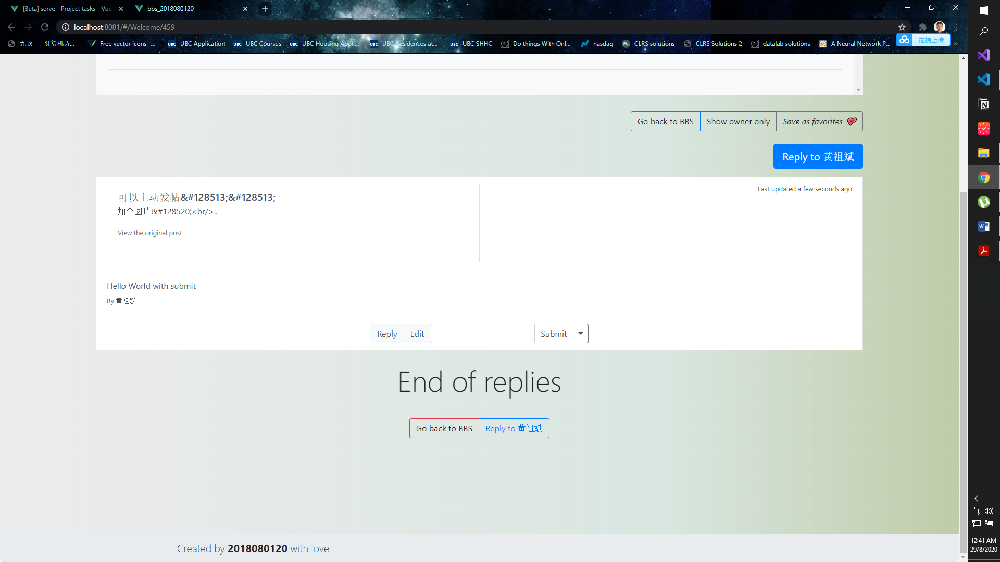 [Beta] serve - Project tasks - Vue
bbs_2018080120
localhost:8081/#/Welcome/459
九歌——计算机诗...
Free vector icons -...
UBC Application
UBC Courses
UBC Housing Appli...
UBC Residences at...
UBC SHHC
Do things With Onl...
nasdaq
CLRS solutions
CLRS Solutions 2
datalab solutions
A Neural Network P...
拖拽上传
Go back to BBS
Show owner only
Save as favorites
Reply to 黄祖斌
可以主动发帖&#128513;&#128513;
Last updated a few seconds ago
加个图片&#128520;<br/>..
View the original post
Hello World with submit
By 黄祖斌
Reply
Edit
Submit
End of replies
Go back to BBS
Reply to 黄祖斌
Created by 2018080120 with love
12:41 AM
29/8/2020